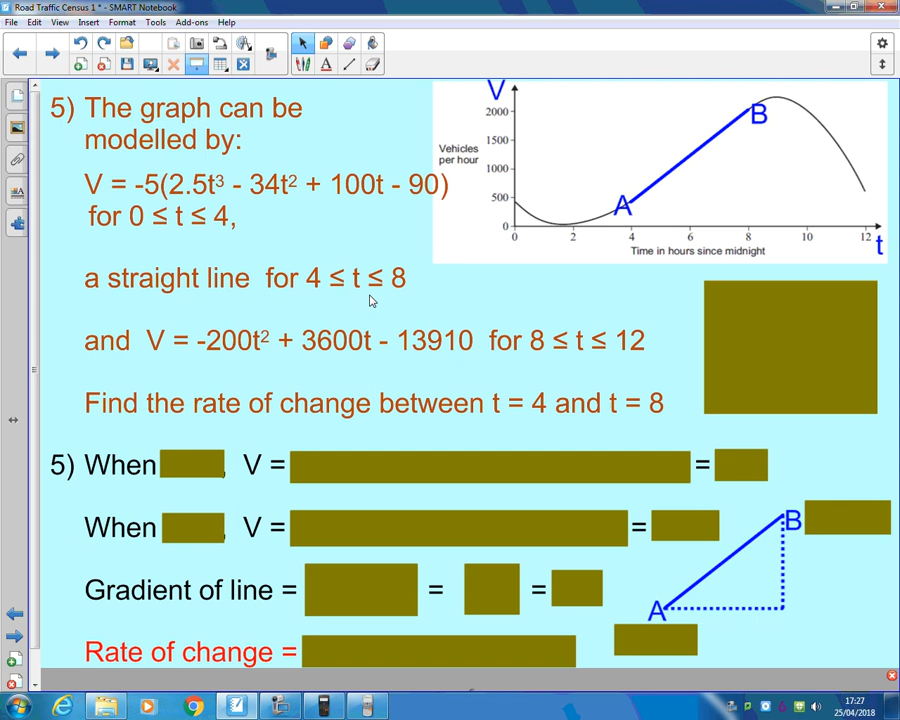 Road Traffic Census 1 * - SMART Notebook
File Edit View Insert Format Tools Add-ons Help
5) The graph can be
modelled by:
V = -5(2.5t³ - 34t² + 100t - 90)
for 0 ≤ t ≤ 4,
a straight line for 4 ≤ t ≤ 8
and V = -200t² + 3600t - 13910 for 8 ≤ t ≤ 12
Find the rate of change between t = 4 and t = 8
V
2000
1500
1000
500
0
Vehicles
per hour
A
B
0 2 4 6 8 10 12
Time in hours since midnight
t
5) When , V = =
When , V = =
Gradient of line = = =
Rate of change =
B
A
17:27
25/04/2018